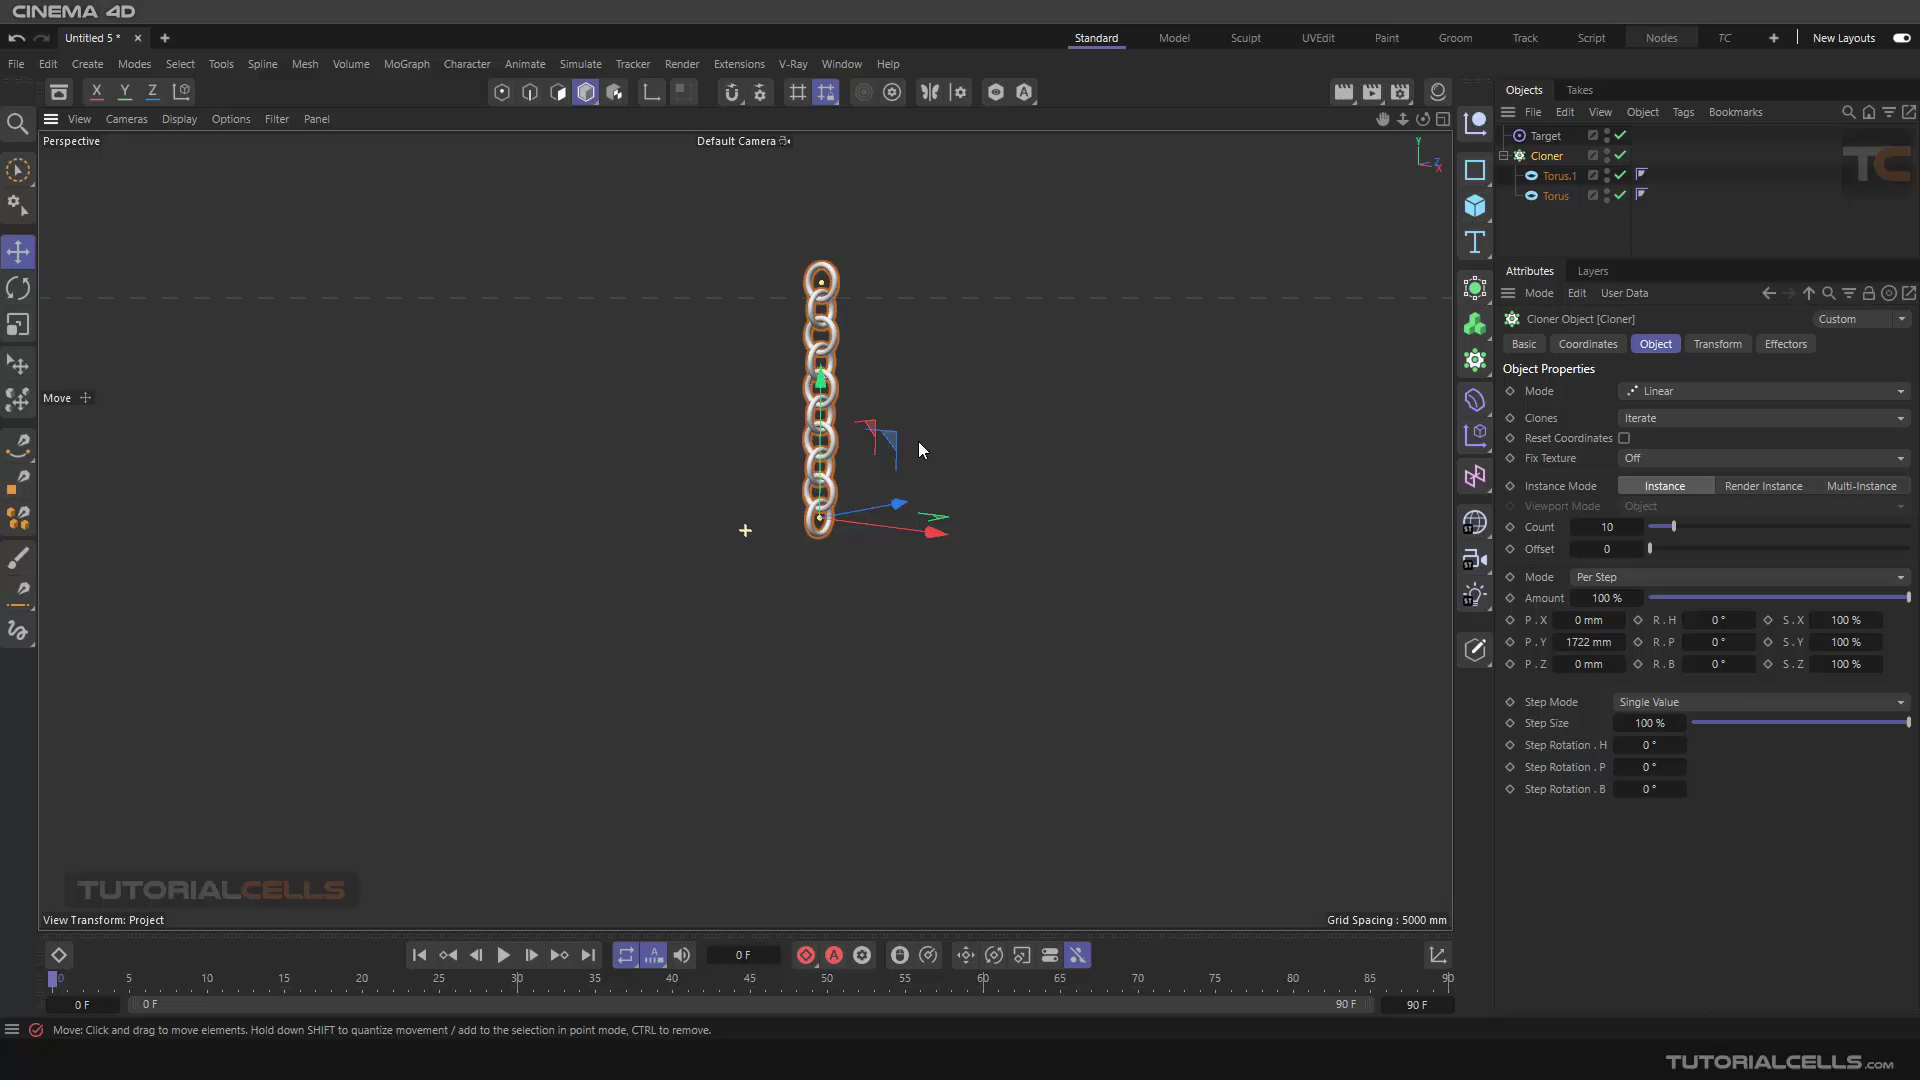 CINEMA 4D
Untitled 5 *
Standard Model Sculpt UVEdit Paint Groom Track Script Nodes TC New Layouts
File Edit Create Modes Select Tools Spline Mesh Volume MoGraph Character Animate Simulate Tracker Render Extensions V-Ray Window Help
X Y Z
Objects Takes
View Cameras Display Options Filter Panel
File Edit View Object Tags Bookmarks
Perspective
Default Camera
Y
Z
X
Target
Cloner
Torus.1
Torus
TC
Attributes Layers
Mode Edit User Data
Cloner Object [Cloner] Custom
Basic Coordinates Object Transform Effectors
Object Properties
Move
Mode Linear
Clones Iterate
Reset Coordinates
Fix Texture Off
Instance Mode Instance Render Instance Multi-Instance
Viewport Mode Object
Count 10
Offset 0
Mode Per Step
Amount 100 %
P . X 0 mm R . H 0 ° S . X 100 %
P . Y 1722 mm R . P 0 ° S . Y 100 %
P . Z 0 mm R . B 0 ° S . Z 100 %
Step Mode Single Value
Step Size 100 %
Step Rotation . H 0 °
Step Rotation . P 0 °
Step Rotation . B 0 °
TUTORIALCELLS
View Transform: Project
Grid Spacing : 5000 mm
0 F
0 5 10 15 20 25 30 35 40 45 50 55 60 65 70 75 80 85 90
0 F 0 F 90 F 90 F
Move: Click and drag to move elements. Hold down SHIFT to quantize movement / add to the selection in point mode, CTRL to remove.
TUTORIALCELLS.COM